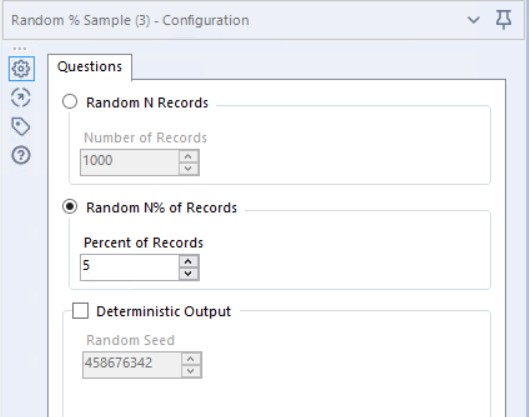 Random % Sample (3) - Configuration
Questions
Random N Records
Number of Records
1000
Random N% of Records
Percent of Records
5
Deterministic Output
Random Seed
458676342